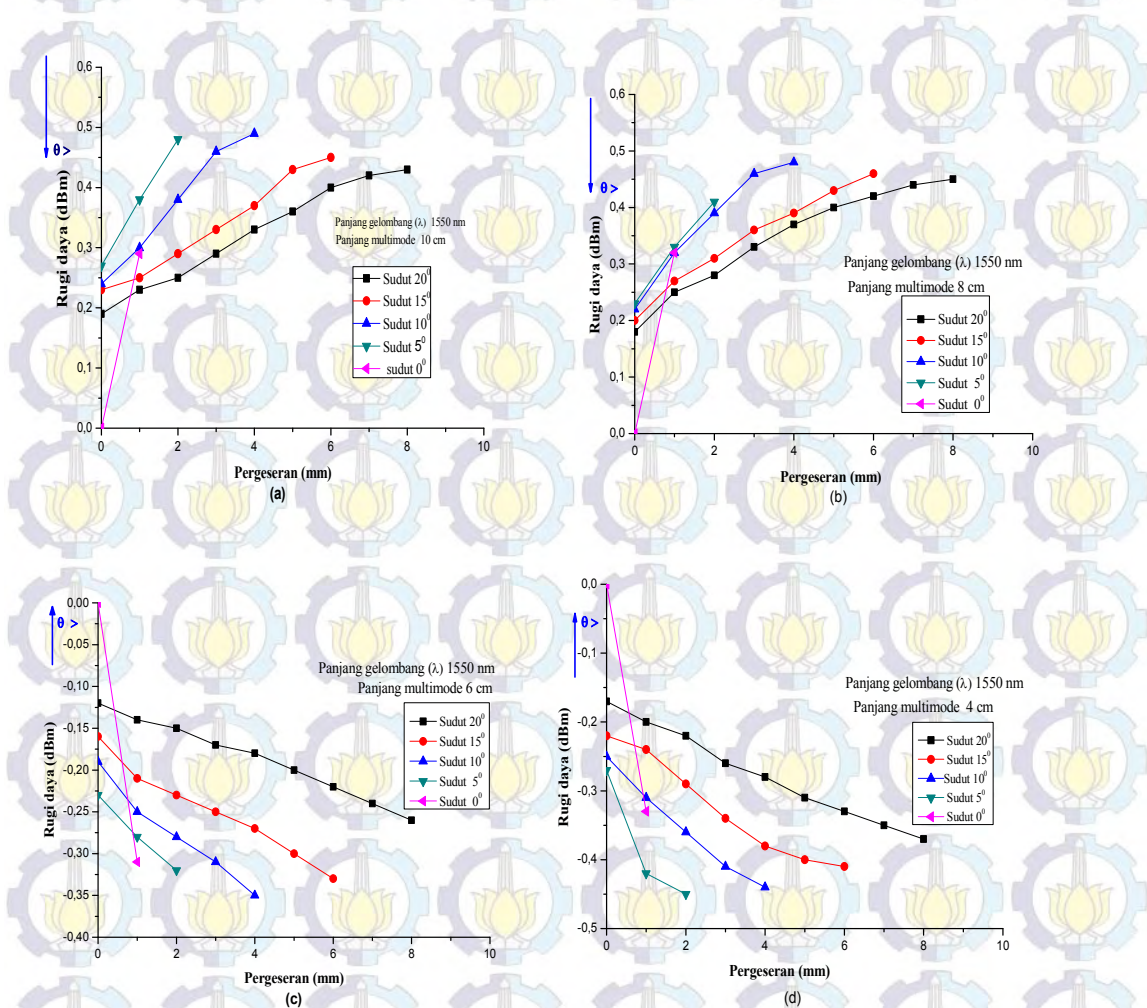 0,6
0,5
0,4
0,3
0,2
0,1
0,0
θ >
Rugi daya (dBm)
Panjang gelombang (λ) 1550 nm
Panjang multimode 10 cm
Sudut 20⁰
Sudut 15⁰
Sudut 10⁰
Sudut 5⁰
sudut 0⁰
0 2 4 6 8 10
Pergeseran (mm)
(a)
0,6
0,5
0,4
0,3
0,2
0,1
0,0
θ >
Rugi daya (dBm)
Panjang gelombang (λ) 1550 nm
Panjang multimode 8 cm
Sudut 20⁰
Sudut 15⁰
Sudut 10⁰
Sudut 5⁰
Sudut 0⁰
0 2 4 6 8 10
Pergeseran (mm)
(b)
0,00
-0,05
-0,10
-0,15
-0,20
-0,25
-0,30
-0,35
-0,40
θ >
Rugi daya (dBm)
Panjang gelombang (λ) 1550 nm
Panjang multimode 6 cm
Sudut 20⁰
Sudut 15⁰
Sudut 10⁰
Sudut 5⁰
Sudut 0⁰
0 2 4 6 8 10
Pergeseran (mm)
(c)
0,0
-0,1
-0,2
-0,3
-0,4
-0,5
θ >
Rugi daya (dBm)
Panjang gelombang (λ) 1550 nm
Panjang multimode 4 cm
Sudut 20⁰
Sudut 15⁰
Sudut 10⁰
Sudut 5⁰
Sudut 0⁰
0 2 4 6 8 10
Pergeseran (mm)
(d)